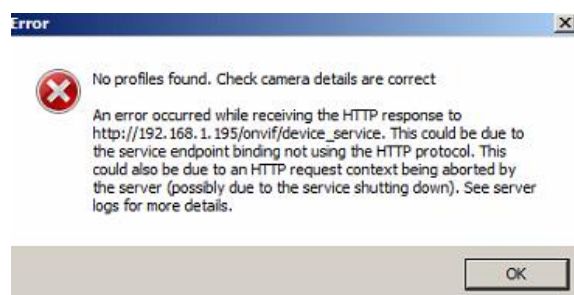 Error
No profiles found. Check camera details are correct
An error occurred while receiving the HTTP response to
http://192.168.1.195/onvif/device_service. This could be due to
the service endpoint binding not using the HTTP protocol. This
could also be due to an HTTP request context being aborted by
the server (possibly due to the service shutting down). See server
logs for more details.
OK